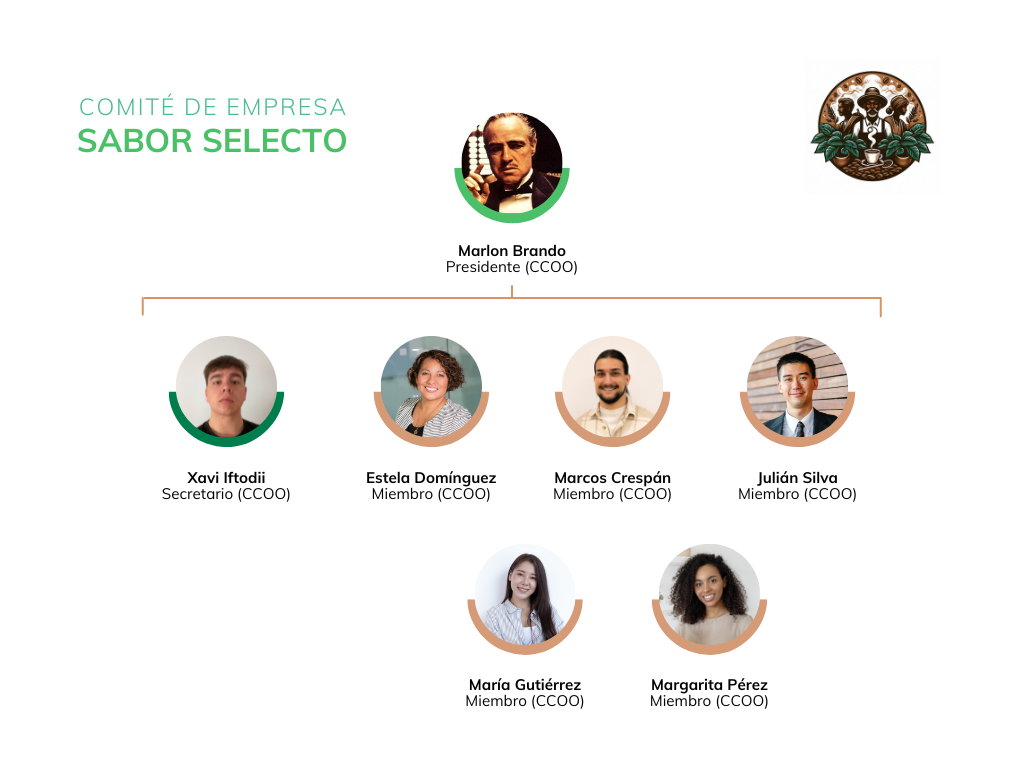 COMITÉ DE EMPRESA
SABOR SELECTO
Marlon Brando
Presidente (CCOO)
Xavi Iftodii
Secretario (CCOO)
Estela Domínguez
Miembro (CCOO)
Marcos Crespán
Miembro (CCOO)
Julián Silva
Miembro (CCOO)
María Gutiérrez
Miembro (CCOO)
Margarita Pérez
Miembro (CCOO)